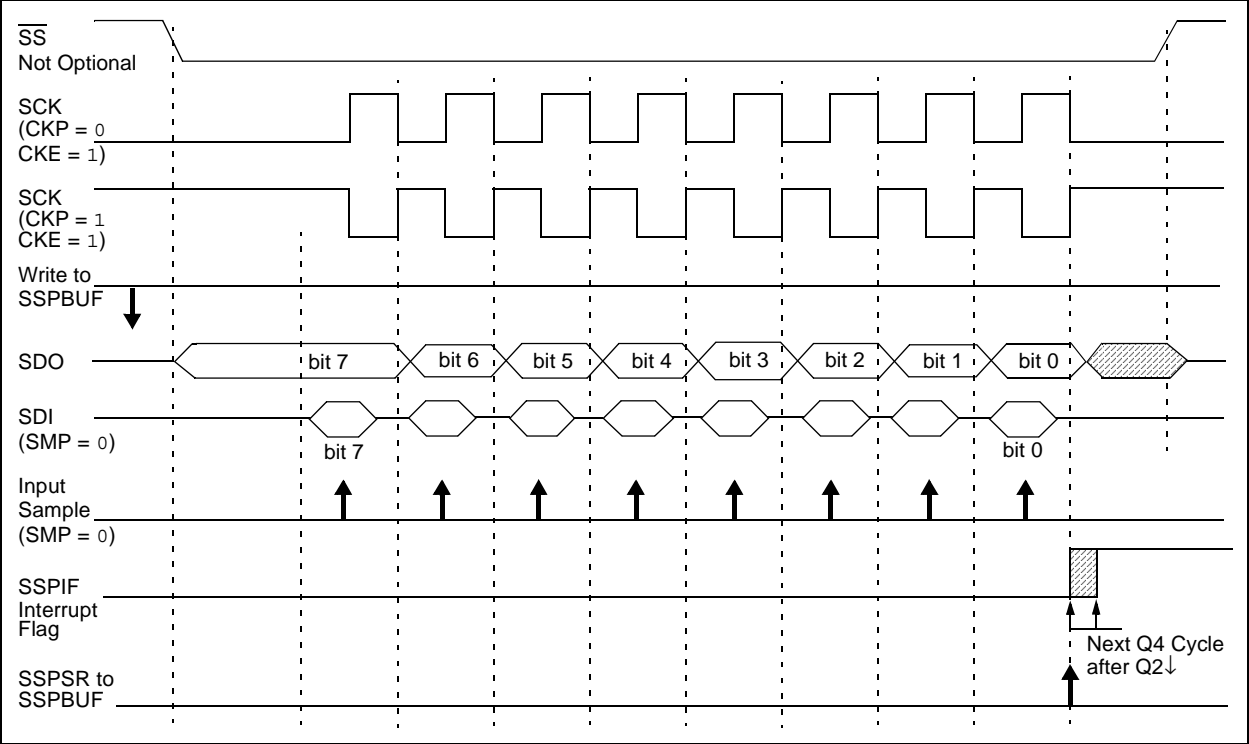 SS
Not Optional
SCK
(CKP = 0
CKE = 1)
SCK
(CKP = 1
CKE = 1)
Write to
SSPBUF
SDO
bit 7
bit 6
bit 5
bit 4
bit 3
bit 2
bit 1
bit 0
SDI
(SMP = 0)
bit 7
bit 0
Input
Sample
(SMP = 0)
SSPIF
Interrupt
Flag
Next Q4 Cycle
after Q2↓
SSPSR to
SSPBUF